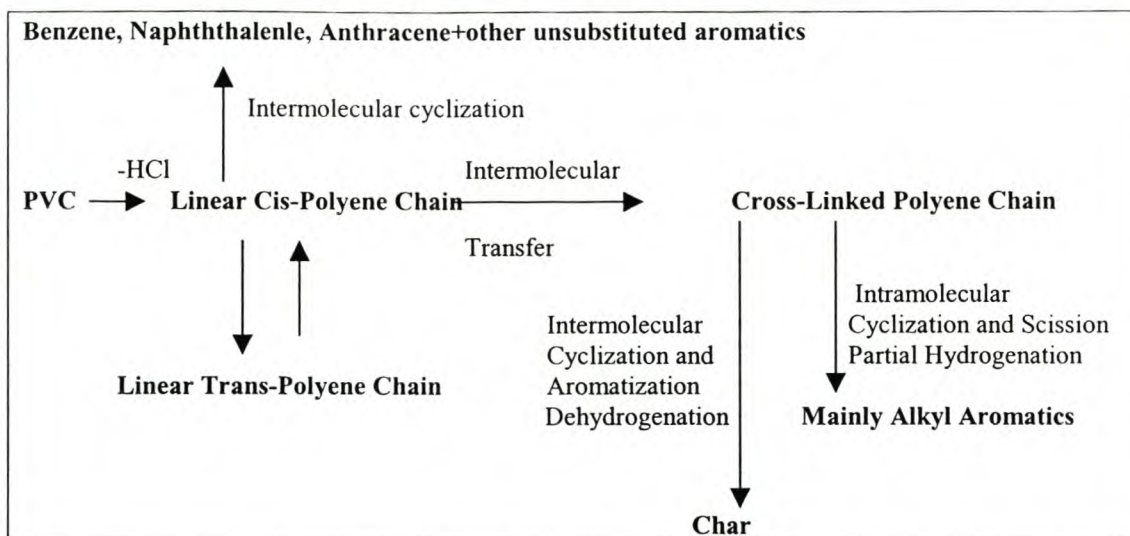 Benzene, Naphththalenle, Anthracene+other unsubstituted aromatics
Intermolecular cyclization
-HCl
Intermolecular
PVC
Linear Cis-Polyene Chain
Cross-Linked Polyene Chain
Transfer
Intramolecular
Cyclization and Scission
Partial Hydrogenation
Intermolecular
Cyclization and
Aromatization
Dehydrogenation
Linear Trans-Polyene Chain
Mainly Alkyl Aromatics
Char